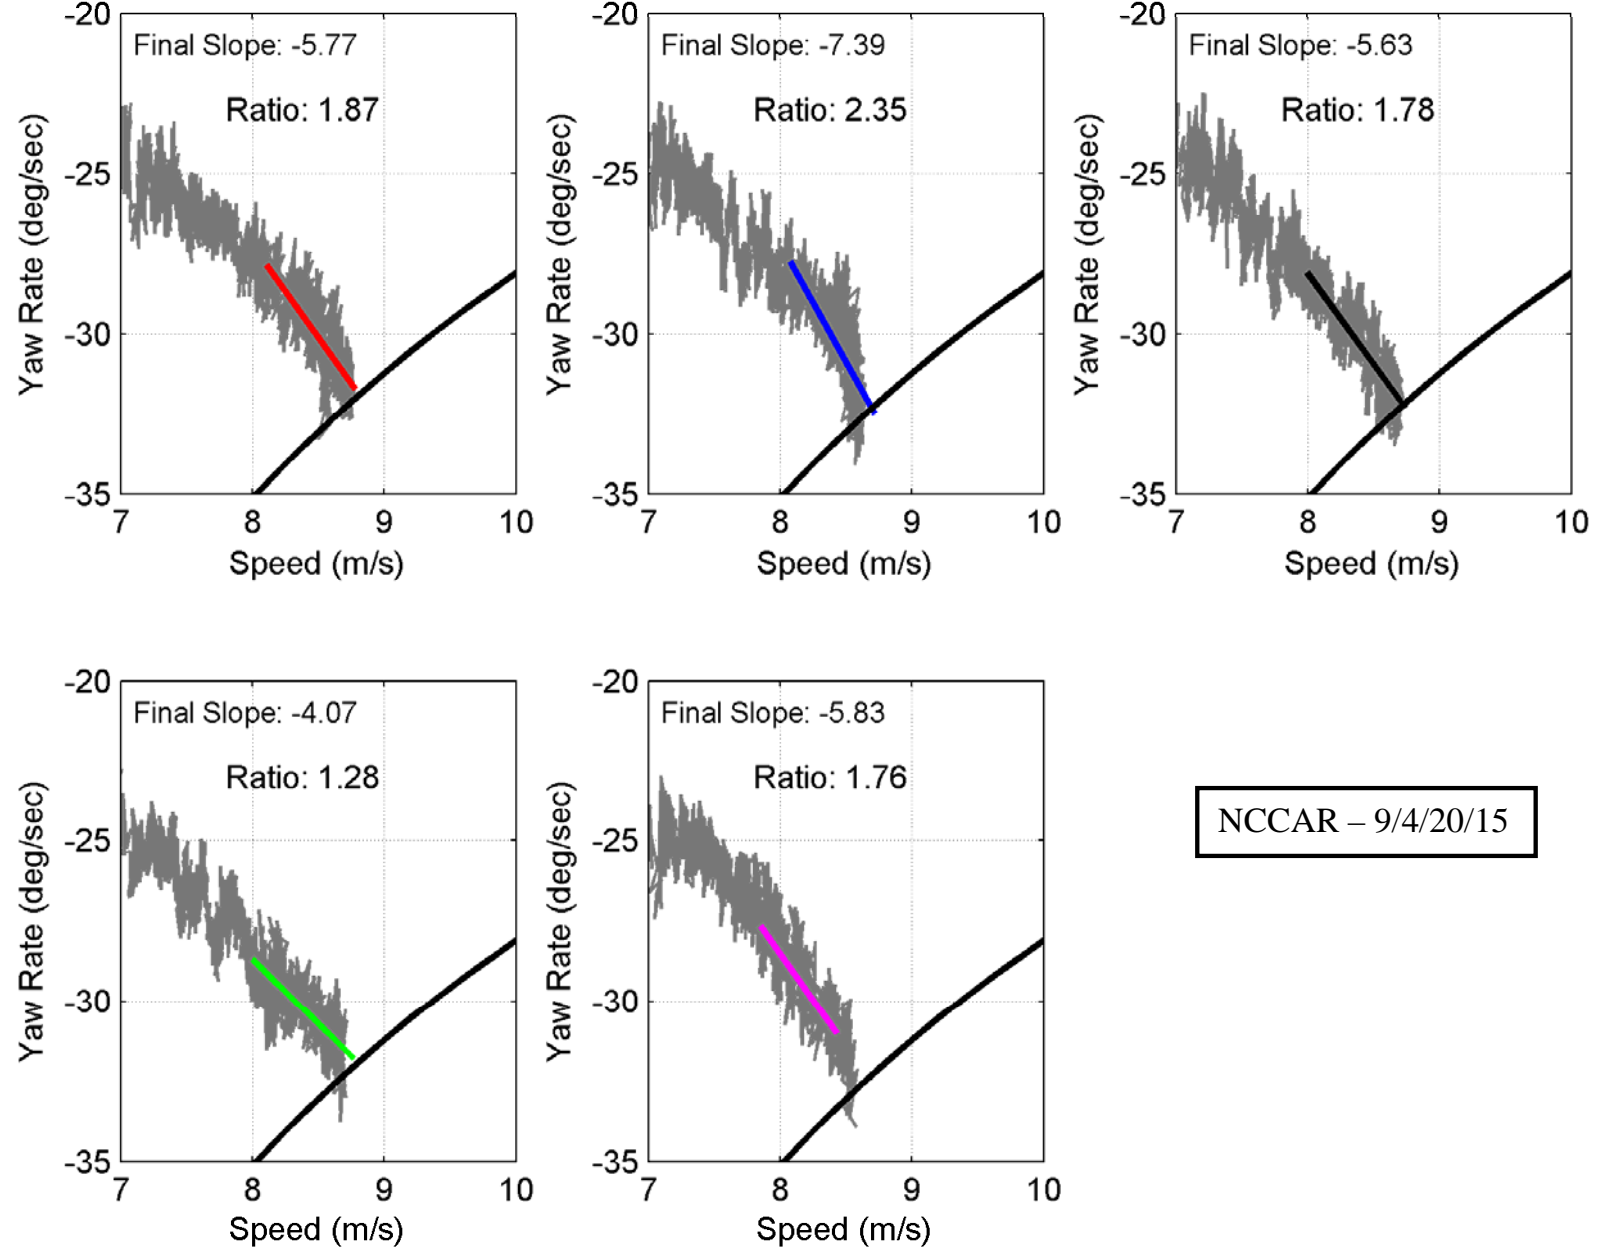 -20
Final Slope: -5.77
Ratio: 1.87
-25
-30
-35
Yaw Rate (deg/sec)
7 8 9 10
Speed (m/s)
-20
Final Slope: -7.39
Ratio: 2.35
-25
-30
-35
Yaw Rate (deg/sec)
7 8 9 10
Speed (m/s)
-20
Final Slope: -5.63
Ratio: 1.78
-25
-30
-35
Yaw Rate (deg/sec)
7 8 9 10
Speed (m/s)
-20
Final Slope: -4.07
Ratio: 1.28
-25
-30
-35
Yaw Rate (deg/sec)
7 8 9 10
Speed (m/s)
-20
Final Slope: -5.83
Ratio: 1.76
-25
-30
-35
Yaw Rate (deg/sec)
7 8 9 10
Speed (m/s)
NCCAR – 9/4/20/15